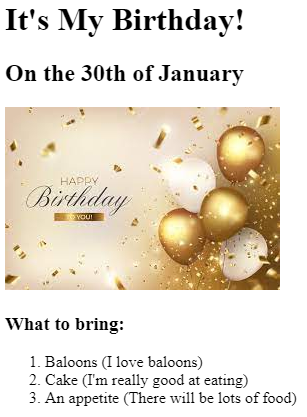 It's My Birthday!
On the 30th of January
HAPPY
Birthday
TO YOU!
What to bring:
1. Baloons (I love baloons)
2. Cake (I'm really good at eating)
3. An appetite (There will be lots of food)